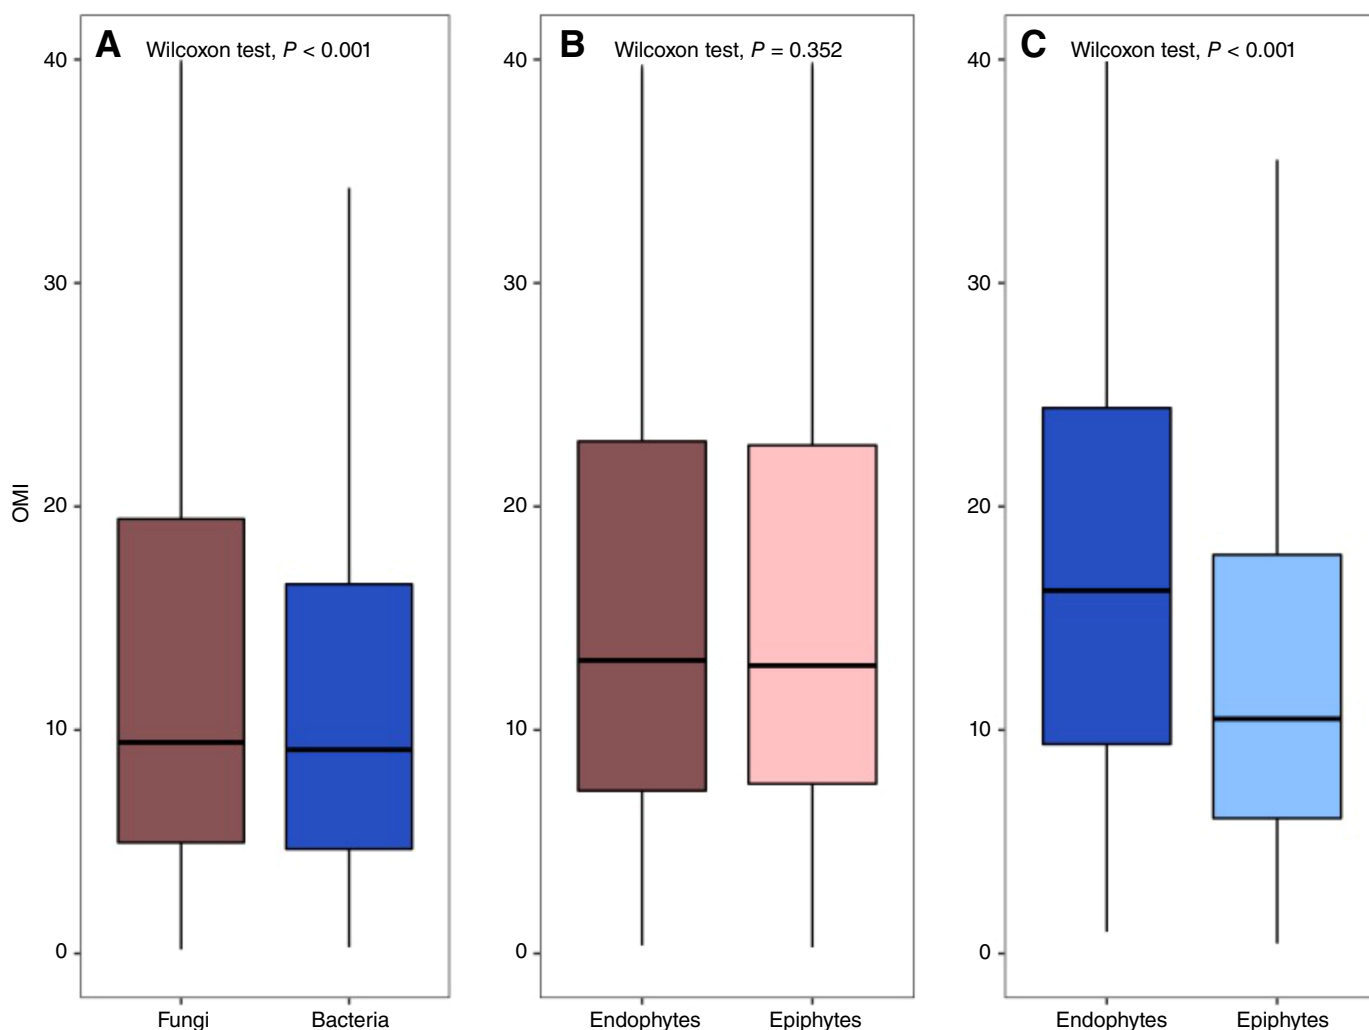 A Wilcoxon test, P < 0.001
40
30
20
10
0
OMI
Fungi Bacteria
B Wilcoxon test, P = 0.352
40
30
20
10
0
Endophytes Epiphytes
C Wilcoxon test, P < 0.001
40
30
20
10
0
Endophytes Epiphytes